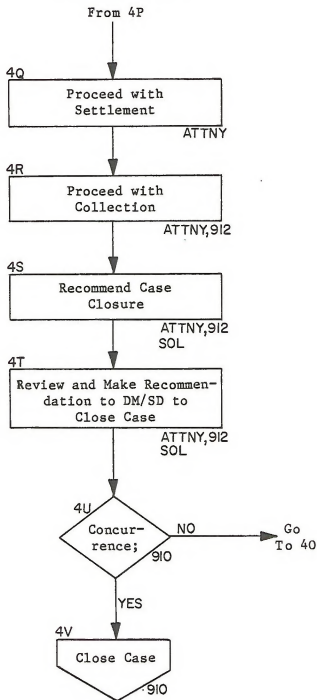 From 4P
4Q
Proceed with
Settlement
ATTNY
4R
Proceed with
Collection
ATTNY,912
4S
Recommend Case
Closure
ATTNY,912
SOL
4T
Review and Make Recommen-
dation to DM/SD to
Close Case
ATTNY,912
SOL
4U
Concur-
rence;
910
NO
Go
To 40
YES
4V
Close Case
910